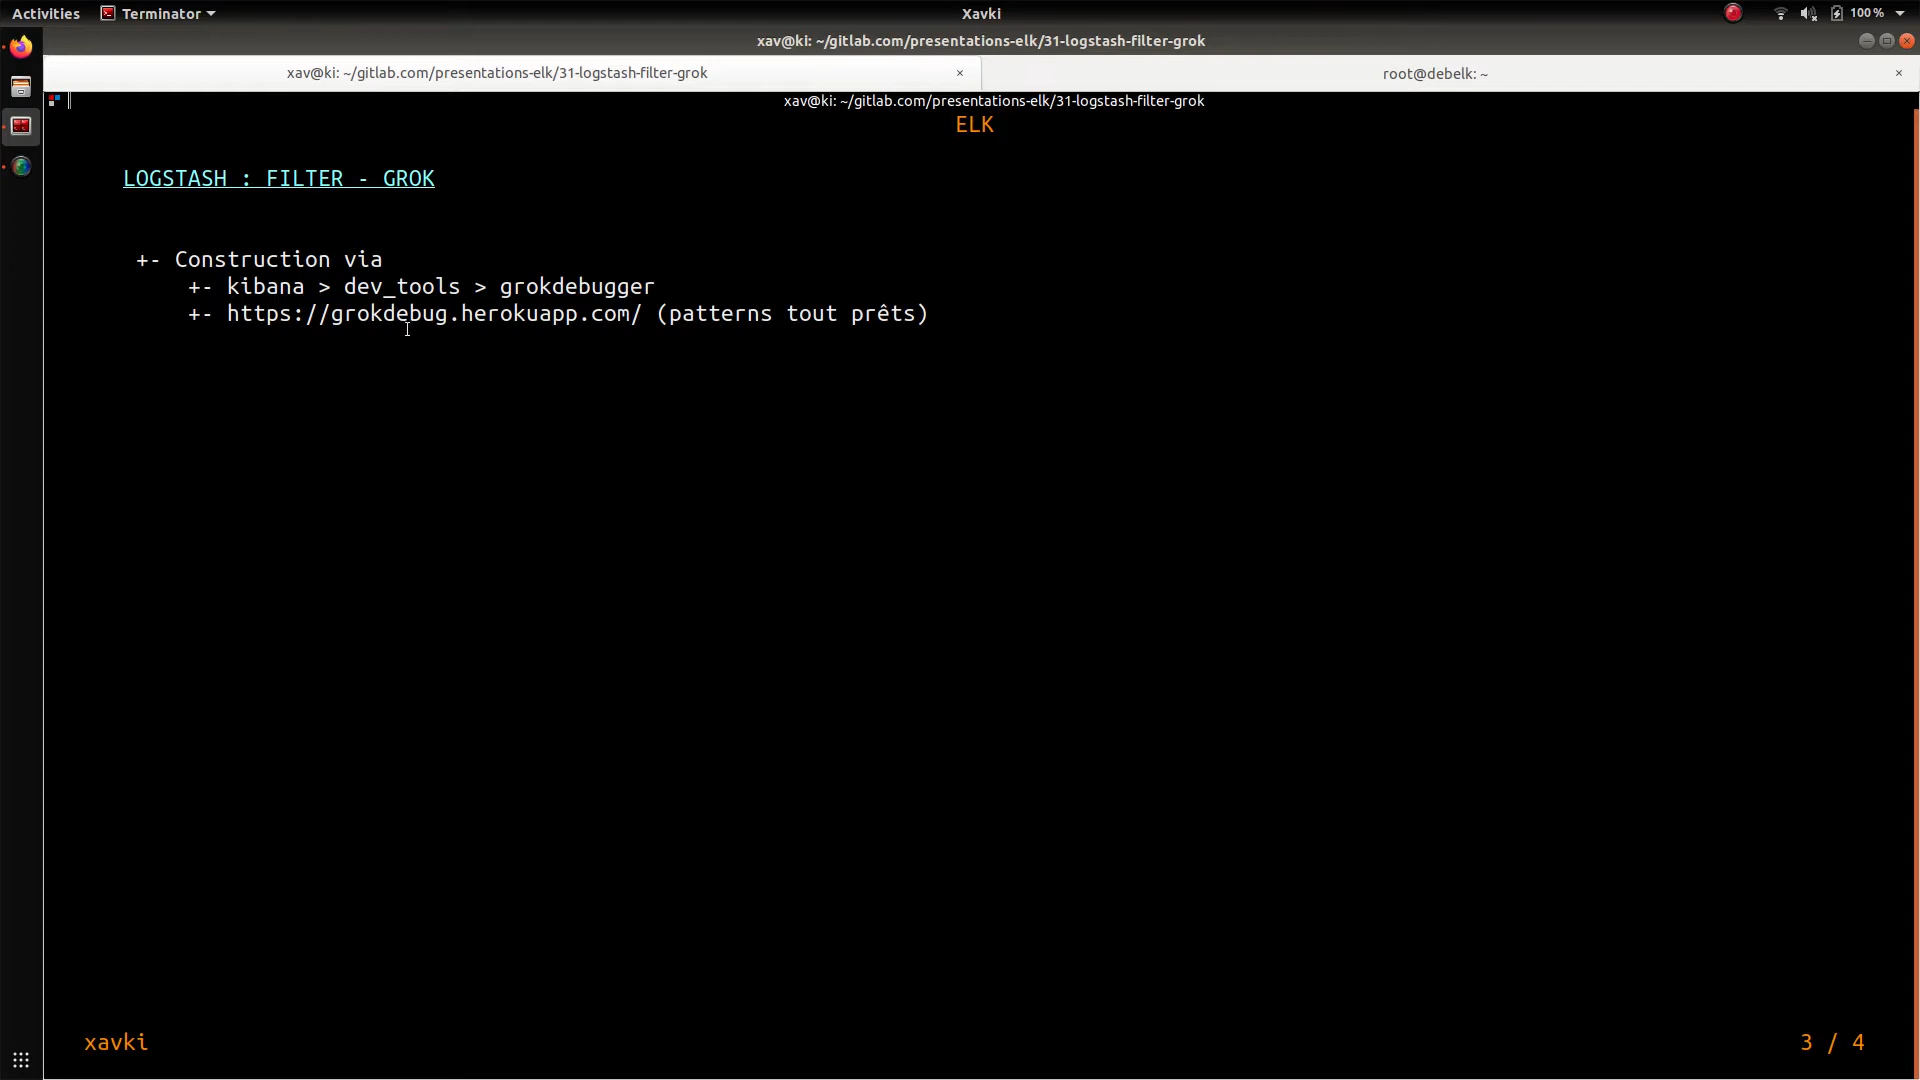 Activities Terminator Xavki 100%
xav@ki: ~/gitlab.com/presentations-elk/31-logstash-filter-grok
xav@ki: ~/gitlab.com/presentations-elk/31-logstash-filter-grok × root@debelk: ~ ×
xav@ki: ~/gitlab.com/presentations-elk/31-logstash-filter-grok
ELK
LOGSTASH : FILTER - GROK
+- Construction via
+- kibana > dev_tools > grokdebugger
+- https://grokdebug.herokuapp.com/ (patterns tout prêts)
xavki 3 / 4